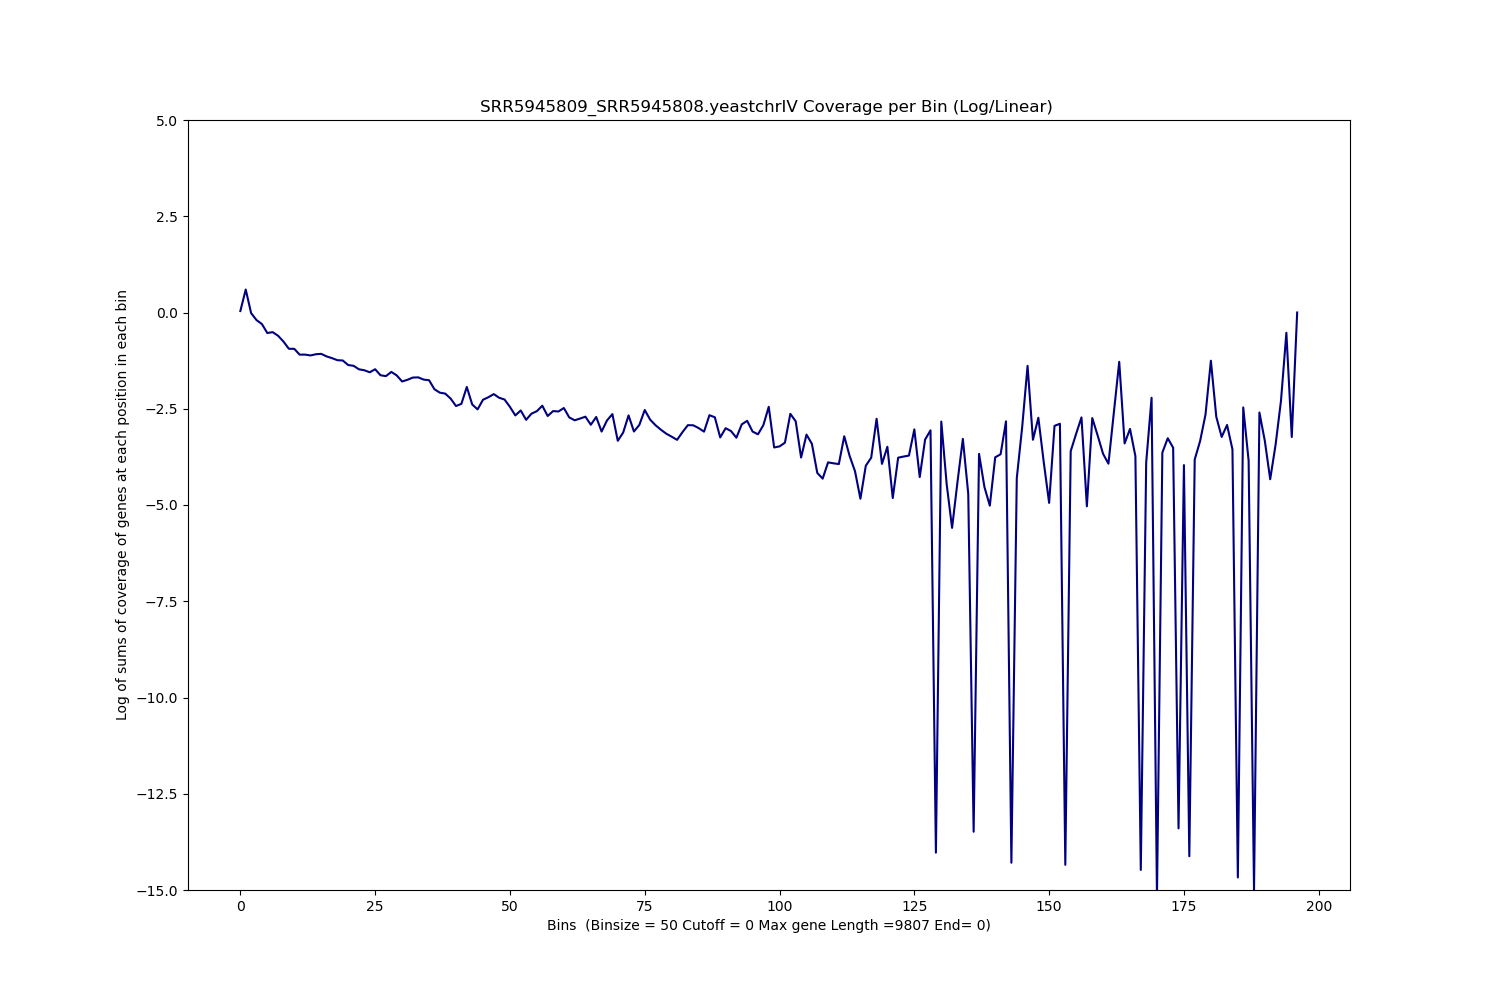 SRR5945809_SRR5945808.yeastchrIV Coverage per Bin (Log/Linear)
5.0
2.5
0.0
−2.5
−5.0
−7.5
−10.0
−12.5
−15.0
Log of sums of coverage of genes at each position in each bin
0 25 50 75 100 125 150 175 200
Bins  (Binsize = 50 Cutoff = 0 Max gene Length =9807 End= 0)